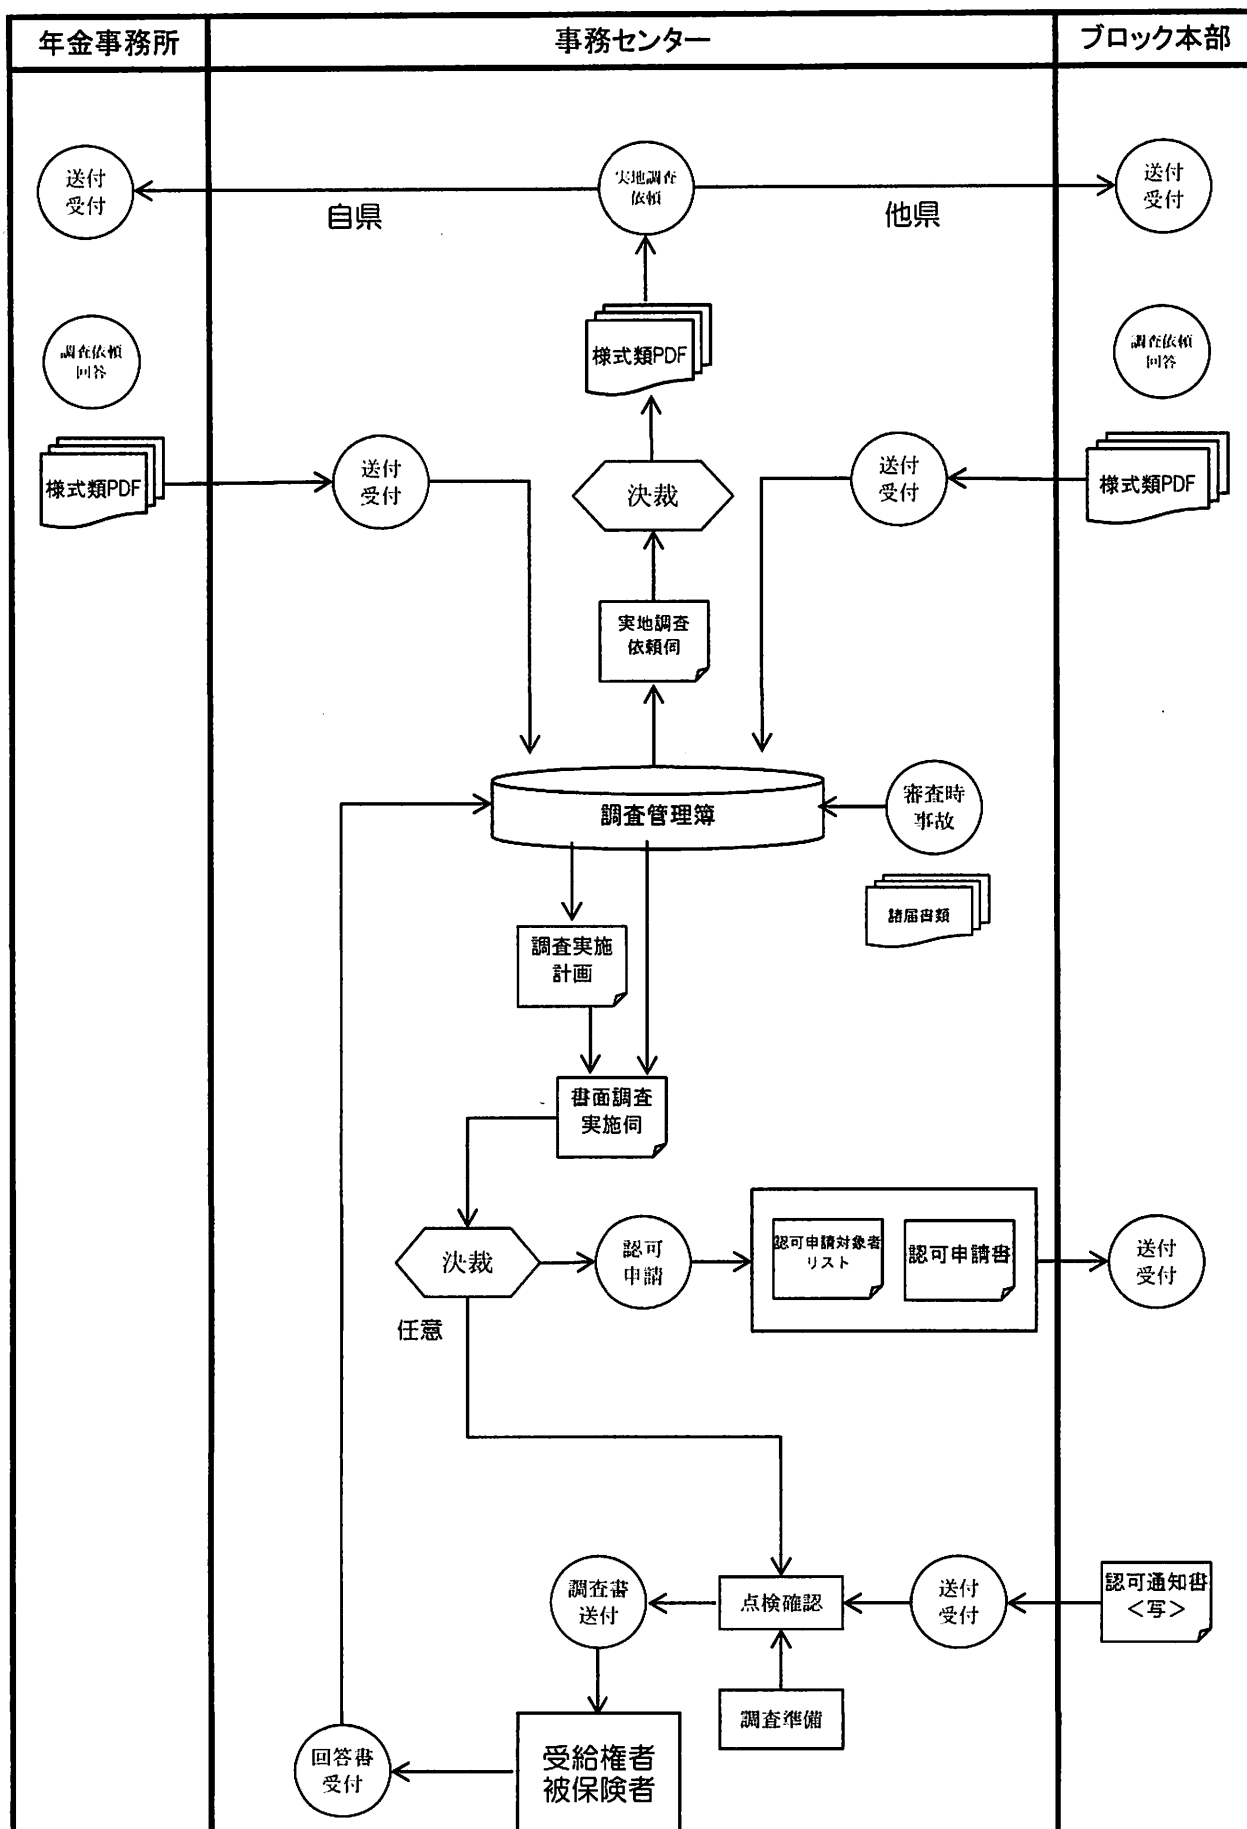 年金事務所
事務センター
ブロック本部
送付
受付
実地調査
依頼
送付
受付
自県
他県
調査依頼
回答
様式類PDF
調査依頼
回答
様式類PDF
送付
受付
決裁
送付
受付
様式類PDF
実地調査
依頼伺
調査管理簿
審査時
事故
諸届書類
調査実施
計画
書面調査
実施伺
決裁
認可
申請
認可申請対象者
リスト
認可申請書
送付
受付
任意
調査書
送付
点検確認
送付
受付
認可通知書
<写>
調査準備
回答書
受付
受給権者
被保険者